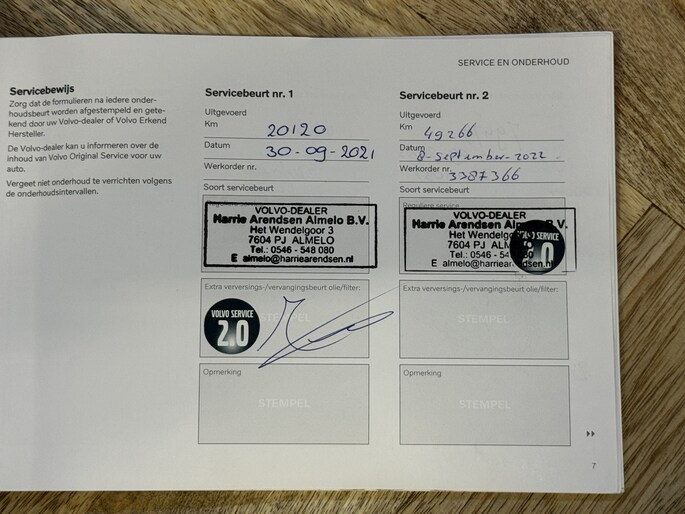 SERVICE EN ONDERHOUD
Servicebewijs
Zorg dat de formulieren na iedere onder-
houdsbeurt worden afgestempeld en gete-
kend door uw Volvo-dealer of Volvo Erkend
Hersteller.
De Volvo-dealer kan u informeren over de
inhoud van Volvo Original Service voor uw
auto.
Vergeet niet onderhoud te verrichten volgens
de onderhoudsintervallen.
Servicebeurt nr. 1
Uitgevoerd
Km 20120
Datum 30-09-2021
Werkorder nr.
Soort servicebeurt
VOLVO-DEALER
Harrie Arendsen Almelo B.V.
Het Wendelgoor 3
7604 PJ ALMELO
Tel.: 0546 - 548 080
E almelo@harriearendsen.nl
Extra verversings-/vervangingsbeurt olie/filter:
STEMPEL
VOLVO SERVICE
2.0
Opmerking
STEMPEL
Servicebeurt nr. 2
Uitgevoerd
Km 49266
Datum 8-September-2022
Werkorder nr. 3387366
Soort servicebeurt
Reguliere service
VOLVO-DEALER
Harrie Arendsen Almelo B.V.
Het Wendelgoo
7604 PJ ALM
Tel.: 0546 - 54 080
E almelo@harriearendsen.nl
SERVICE
.0
Extra verversings-/vervangingsbeurt olie/filter:
STEMPEL
Opmerking
STEMPEL
7